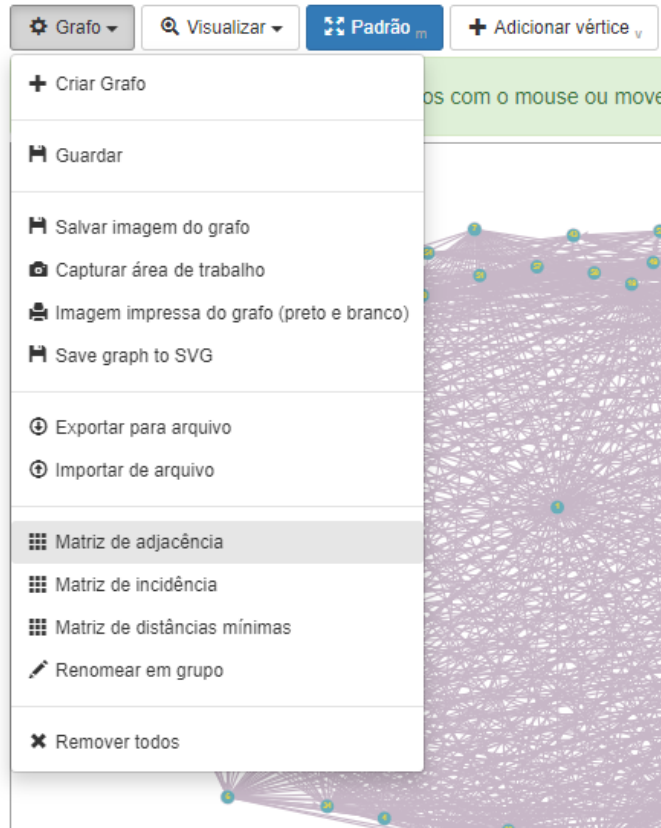 Grafo
Visualizar
Padrão m
Adicionar vértice v
Criar Grafo
os com o mouse ou move
Guardar
Salvar imagem do grafo
Capturar área de trabalho
Imagem impressa do grafo (preto e branco)
Save graph to SVG
Exportar para arquivo
Importar de arquivo
Matriz de adjacência
Matriz de incidência
Matriz de distâncias mínimas
Renomear em grupo
Remover todos